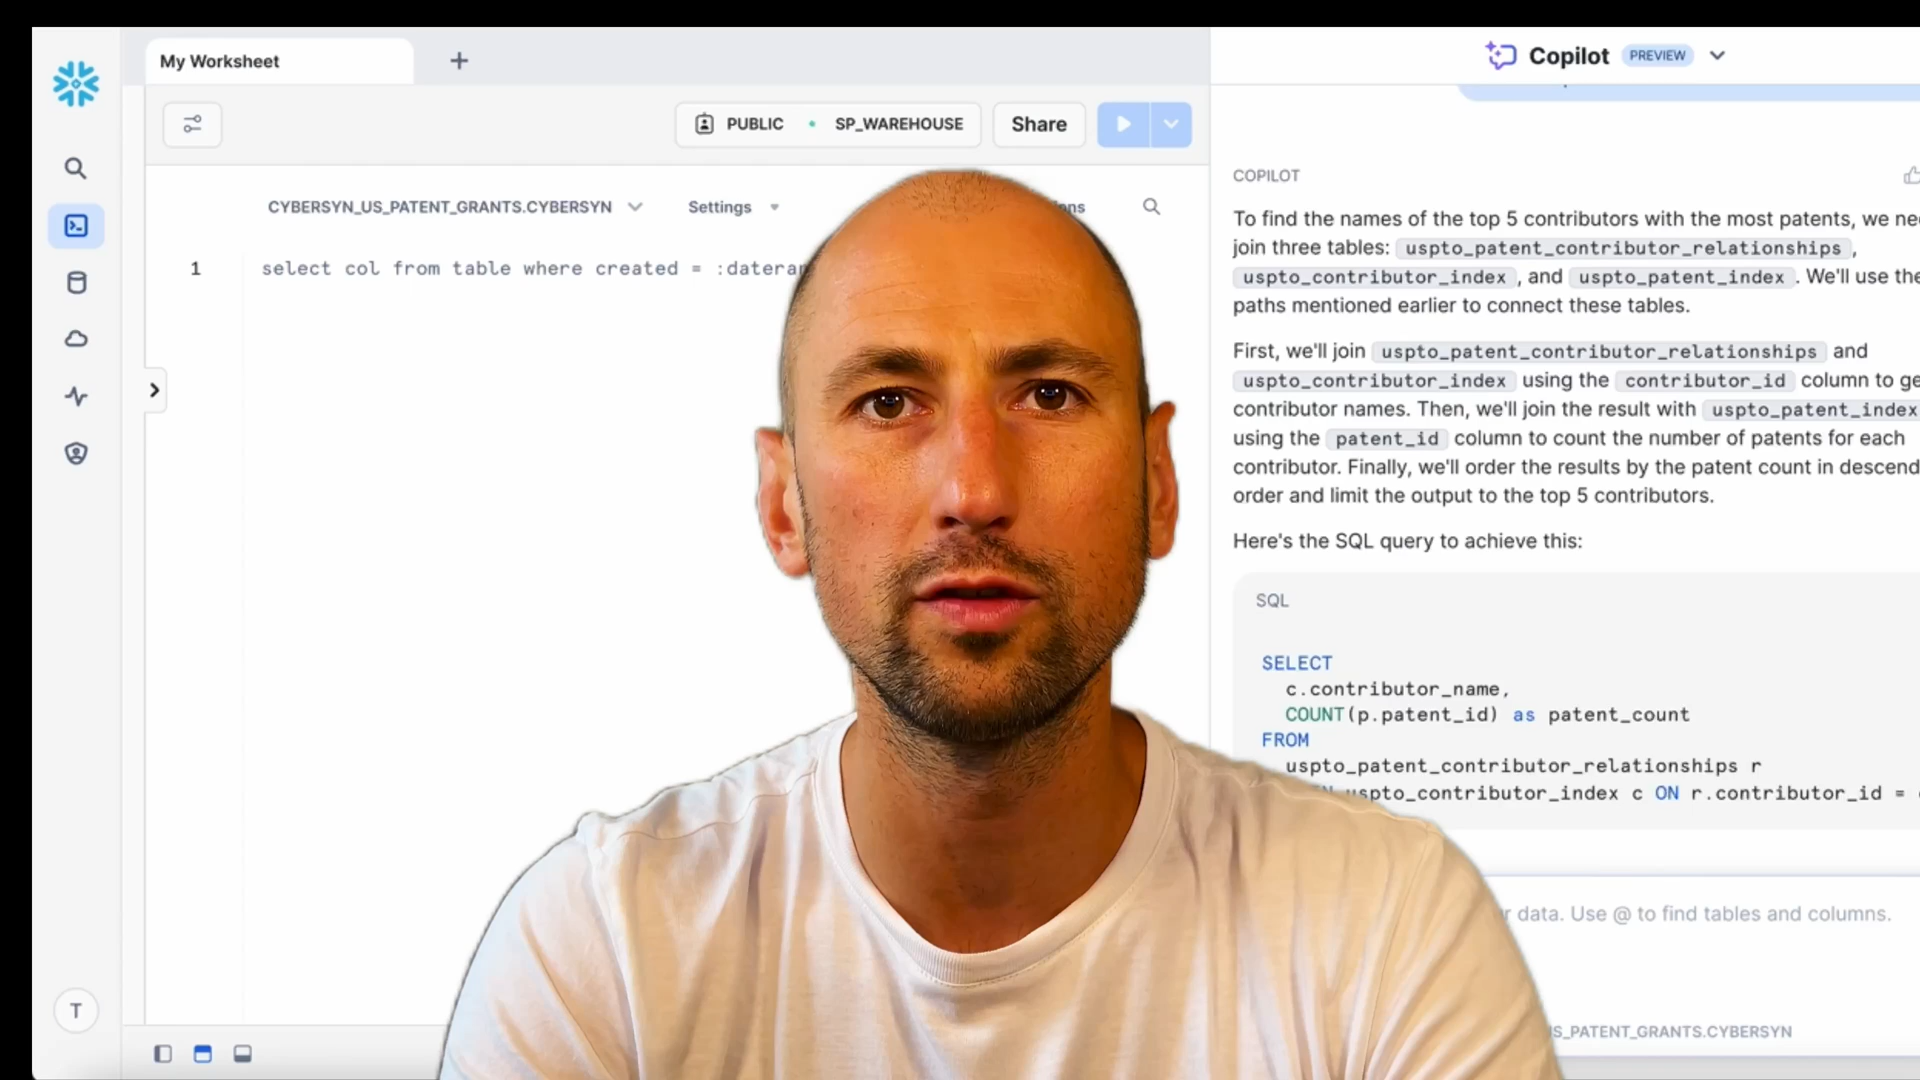 My Worksheet
+
Copilot PREVIEW
PUBLIC SP_WAREHOUSE
Share
CYBERSYN_US_PATENT_GRANTS.CYBERSYN
Settings
1 select col from table where created =
COPILOT
To find the names of the top 5 contributors with the most patents, we
join three tables: uspto_patent_contributor_relationships,
uspto_contributor_index, and uspto_patent_index. We'll use
paths mentioned earlier to connect these tables.
First, we'll join uspto_patent_contributor_relationships and
uspto_contributor_index using the contributor_id column to
contributor names. Then, we'll join the result with uspto_patent_index
using the patent_id column to count the number of patents for each
contributor. Finally, we'll order the results by the patent count in
order and limit the output to the top 5 contributors.
Here's the SQL query to achieve this:
SQL
SELECT
c.contributor_name,
COUNT(p.patent_id) as patent_count
FROM
uspto_patent_contributor_relationships r
uspto_contributor_index c ON r.contributor_id =
data. Use @ to find tables and columns.
S_PATENT_GRANTS.CYBERSYN
T